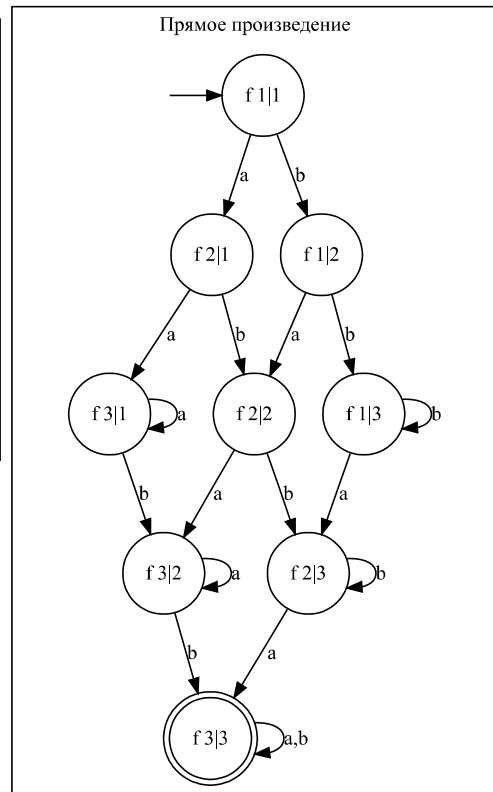 Прямое произведение
f 1|1
a
b
f 2|1
f 1|2
a
b
a
b
f 3|1
a
f 2|2
f 1|3
b
b
a
b
a
f 3|2
a
f 2|3
b
b
a
f 3|3
a,b